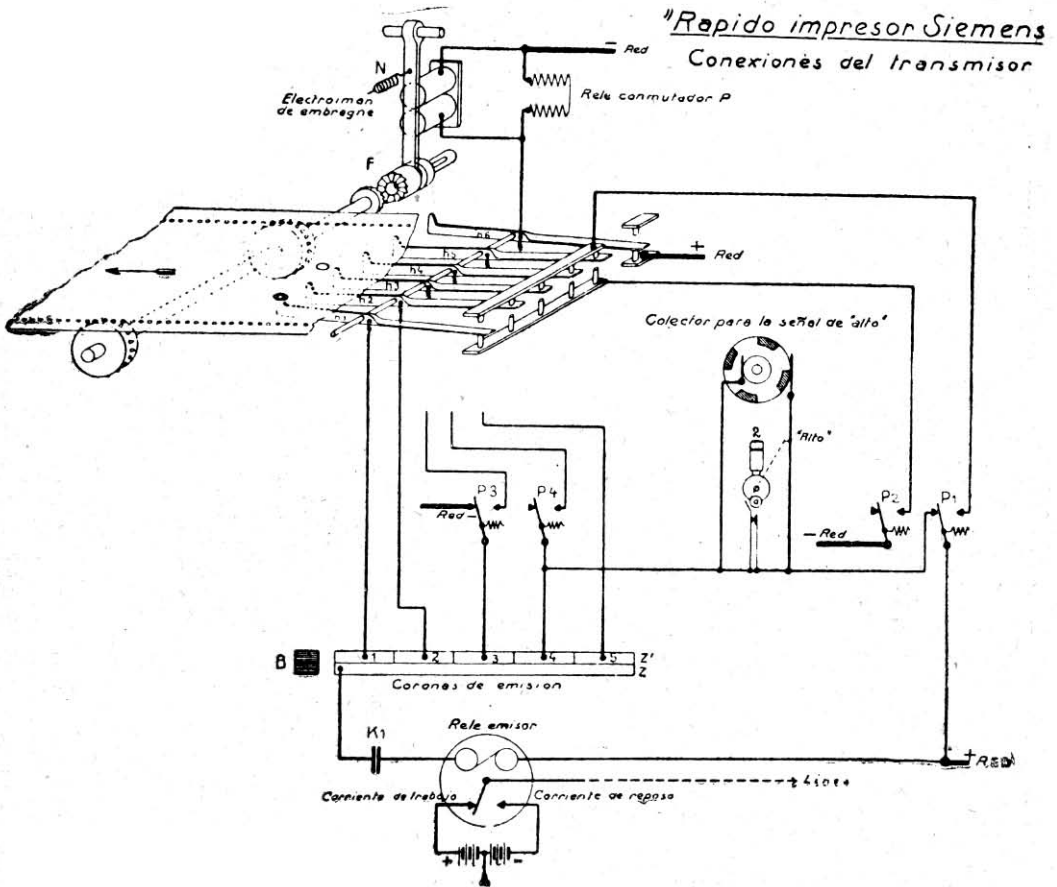 "Rapido impresor Siemens
Conexiones del transmisor
− Red
N
Electroiman
de embragne
Rele conmutador P
F
h6
h5
h4
h3
h2
+
Red
Colector para la señal de "alto"
2
"Alto"
P3
P4
P2
P1
Red −
− Red
B
1 2 3 4 5 Z'
Z
Coronas de emision
Rele emisor
K1
+ RED
Corriente de trabajo
Corriente de reposo
Linea
+ −